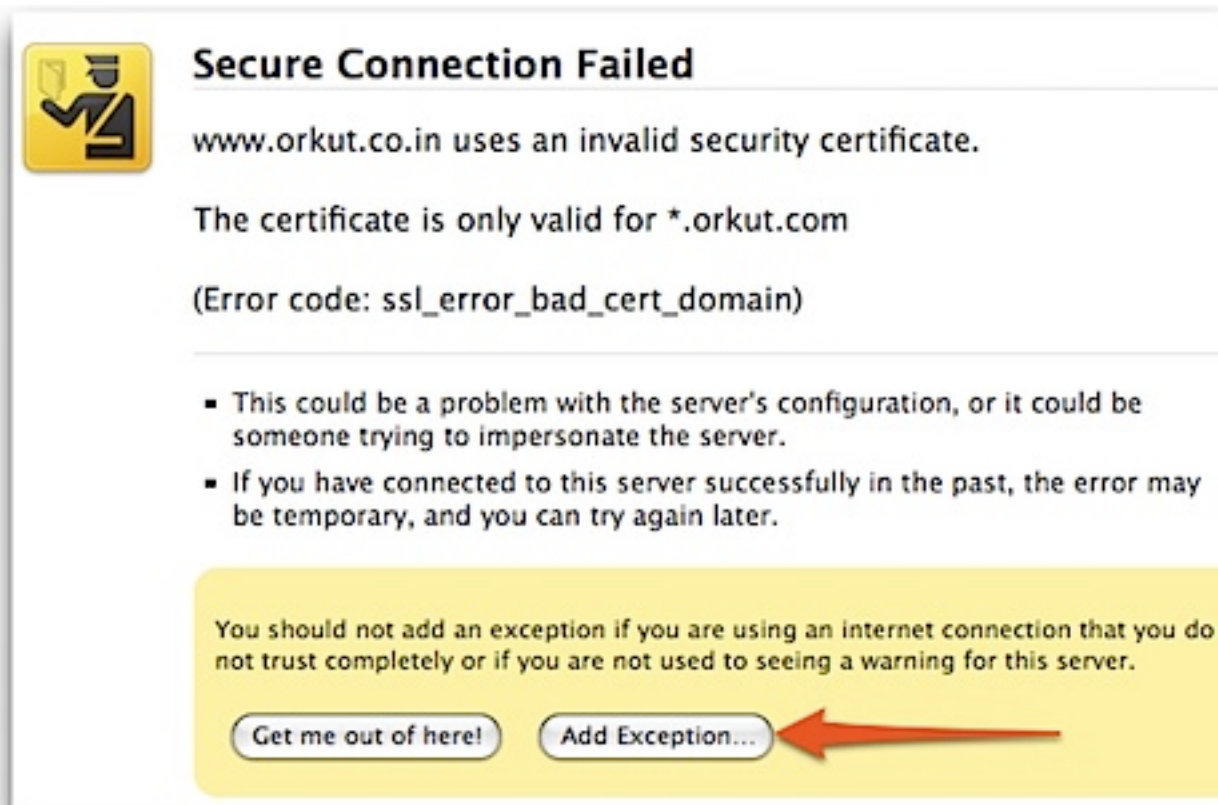 Secure Connection Failed
www.orkut.co.in uses an invalid security certificate.
The certificate is only valid for *.orkut.com
(Error code: ssl_error_bad_cert_domain)
▪ This could be a problem with the server's configuration, or it could be
someone trying to impersonate the server.
▪ If you have connected to this server successfully in the past, the error may
be temporary, and you can try again later.
You should not add an exception if you are using an internet connection that you do
not trust completely or if you are not used to seeing a warning for this server.
Get me out of here! Add Exception...